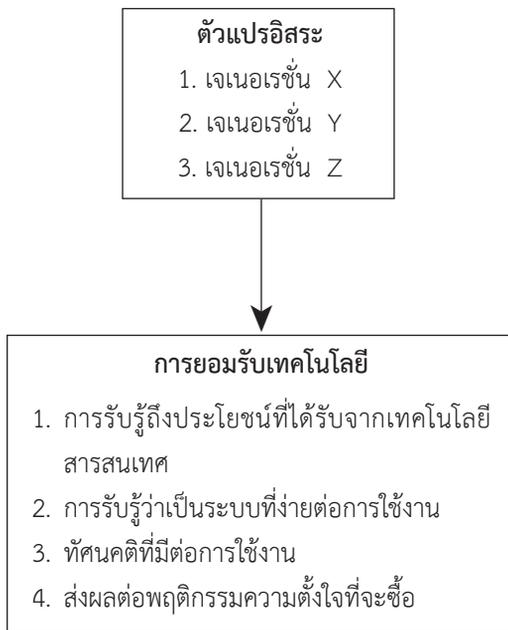 ตัวแปรอิสระ
1. เจเนอเรชั่น X
2. เจเนอเรชั่น Y
3. เจเนอเรชั่น Z
การยอมรับเทคโนโลยี
1. การรับรู้ถึงประโยชน์ที่ได้รับจากเทคโนโลยี
สารสนเทศ
2. การรับรู้ว่าเป็นระบบที่ง่ายต่อการใช้งาน
3. ทัศนคติที่มีต่อการใช้งาน
4. ส่งผลต่อพฤติกรรมความตั้งใจที่จะซื้อ